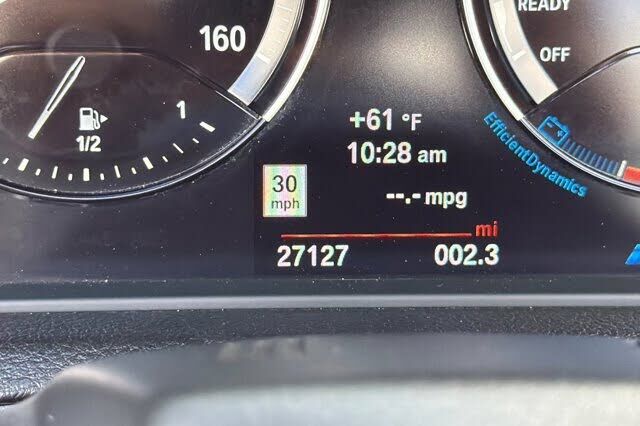 160
READY
OFF
1
1/2
+61 °F
10:28 am
EfficientDynamics
30
mph
--.- mpg
mi
27127 002.3